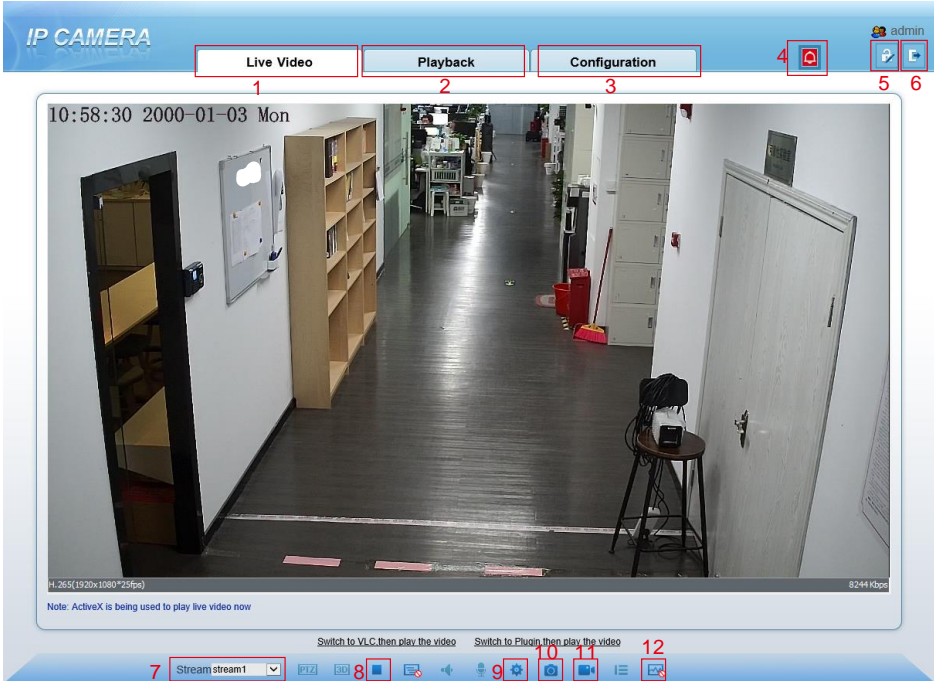 IP CAMERA
admin
Live Video
Playback
Configuration
4
5
6
1
2
3
10:58:30 2000-01-03 Mon
H.265(1920x1080*25fps)
8244 Kbps
Note: ActiveX is being used to play live video now
Switch to VLC,then play the video
Switch to Plugin,then play the video
7
Stream stream1
PTZ
3D
8
9
10
11
12